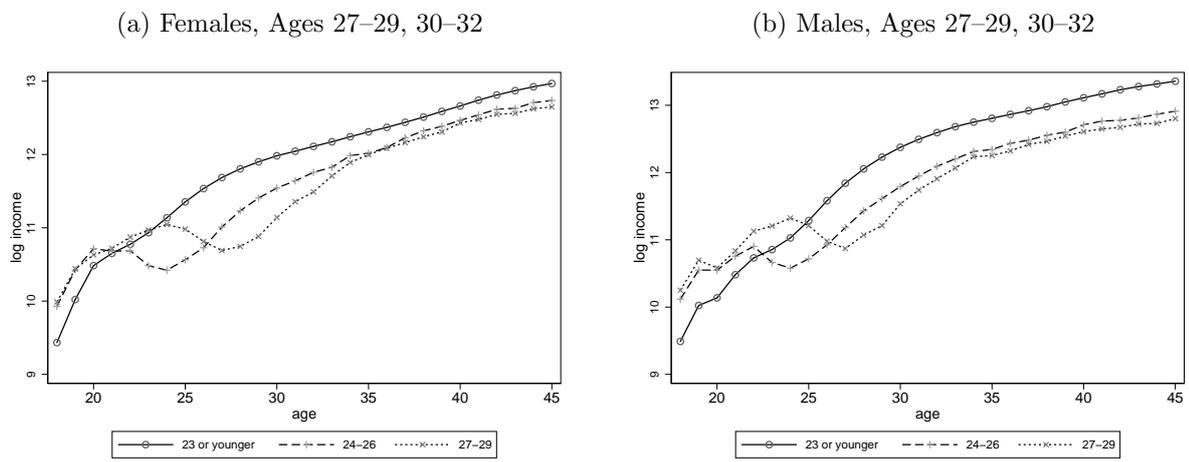 (a) Females, Ages 27–29, 30–32
13
12
11
10
9
log income
20 25 30 35 40 45
age
23 or younger 24–26 27–29
(b) Males, Ages 27–29, 30–32
13
12
11
10
9
log income
20 25 30 35 40 45
age
23 or younger 24–26 27–29